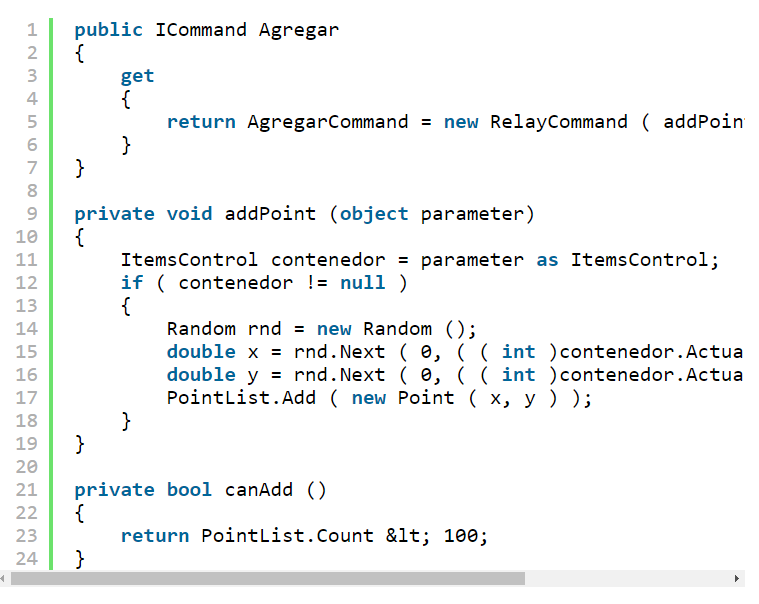 1 public ICommand Agregar
2 {
3 get
4 {
5 return AgregarCommand = new RelayCommand ( addPoin
6 }
7 }
8
9 private void addPoint (object parameter)
10 {
11 ItemsControl contenedor = parameter as ItemsControl;
12 if ( contenedor != null )
13 {
14 Random rnd = new Random ();
15 double x = rnd.Next ( 0, ( ( int )contenedor.Actua
16 double y = rnd.Next ( 0, ( ( int )contenedor.Actua
17 PointList.Add ( new Point ( x, y ) );
18 }
19 }
20
21 private bool canAdd ()
22 {
23 return PointList.Count &lt; 100;
24 }